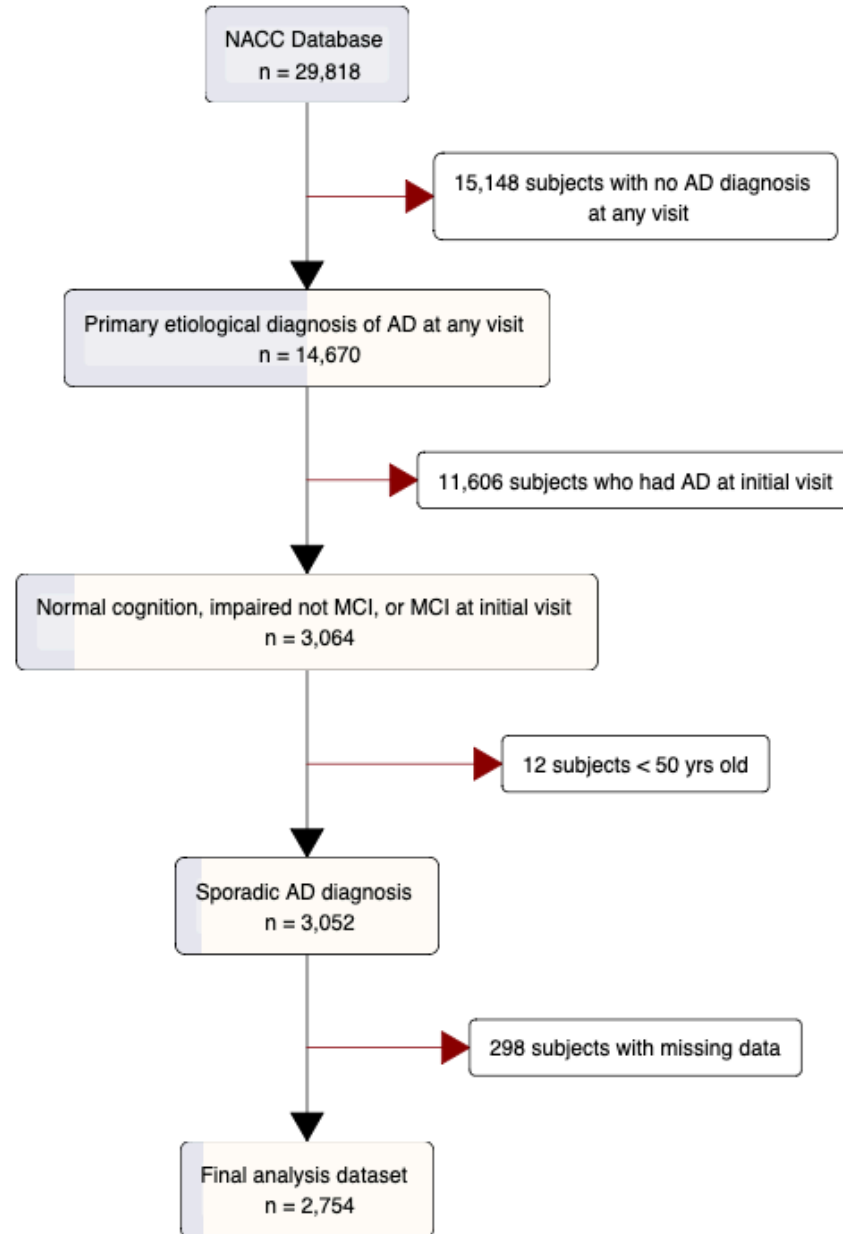 NACC Database
n = 29,818
15,148 subjects with no AD diagnosis
at any visit
Primary etiological diagnosis of AD at any visit
n = 14,670
11,606 subjects who had AD at initial visit
Normal cognition, impaired not MCI, or MCI at initial visit
n = 3,064
12 subjects < 50 yrs old
Sporadic AD diagnosis
n = 3,052
298 subjects with missing data
Final analysis dataset
n = 2,754